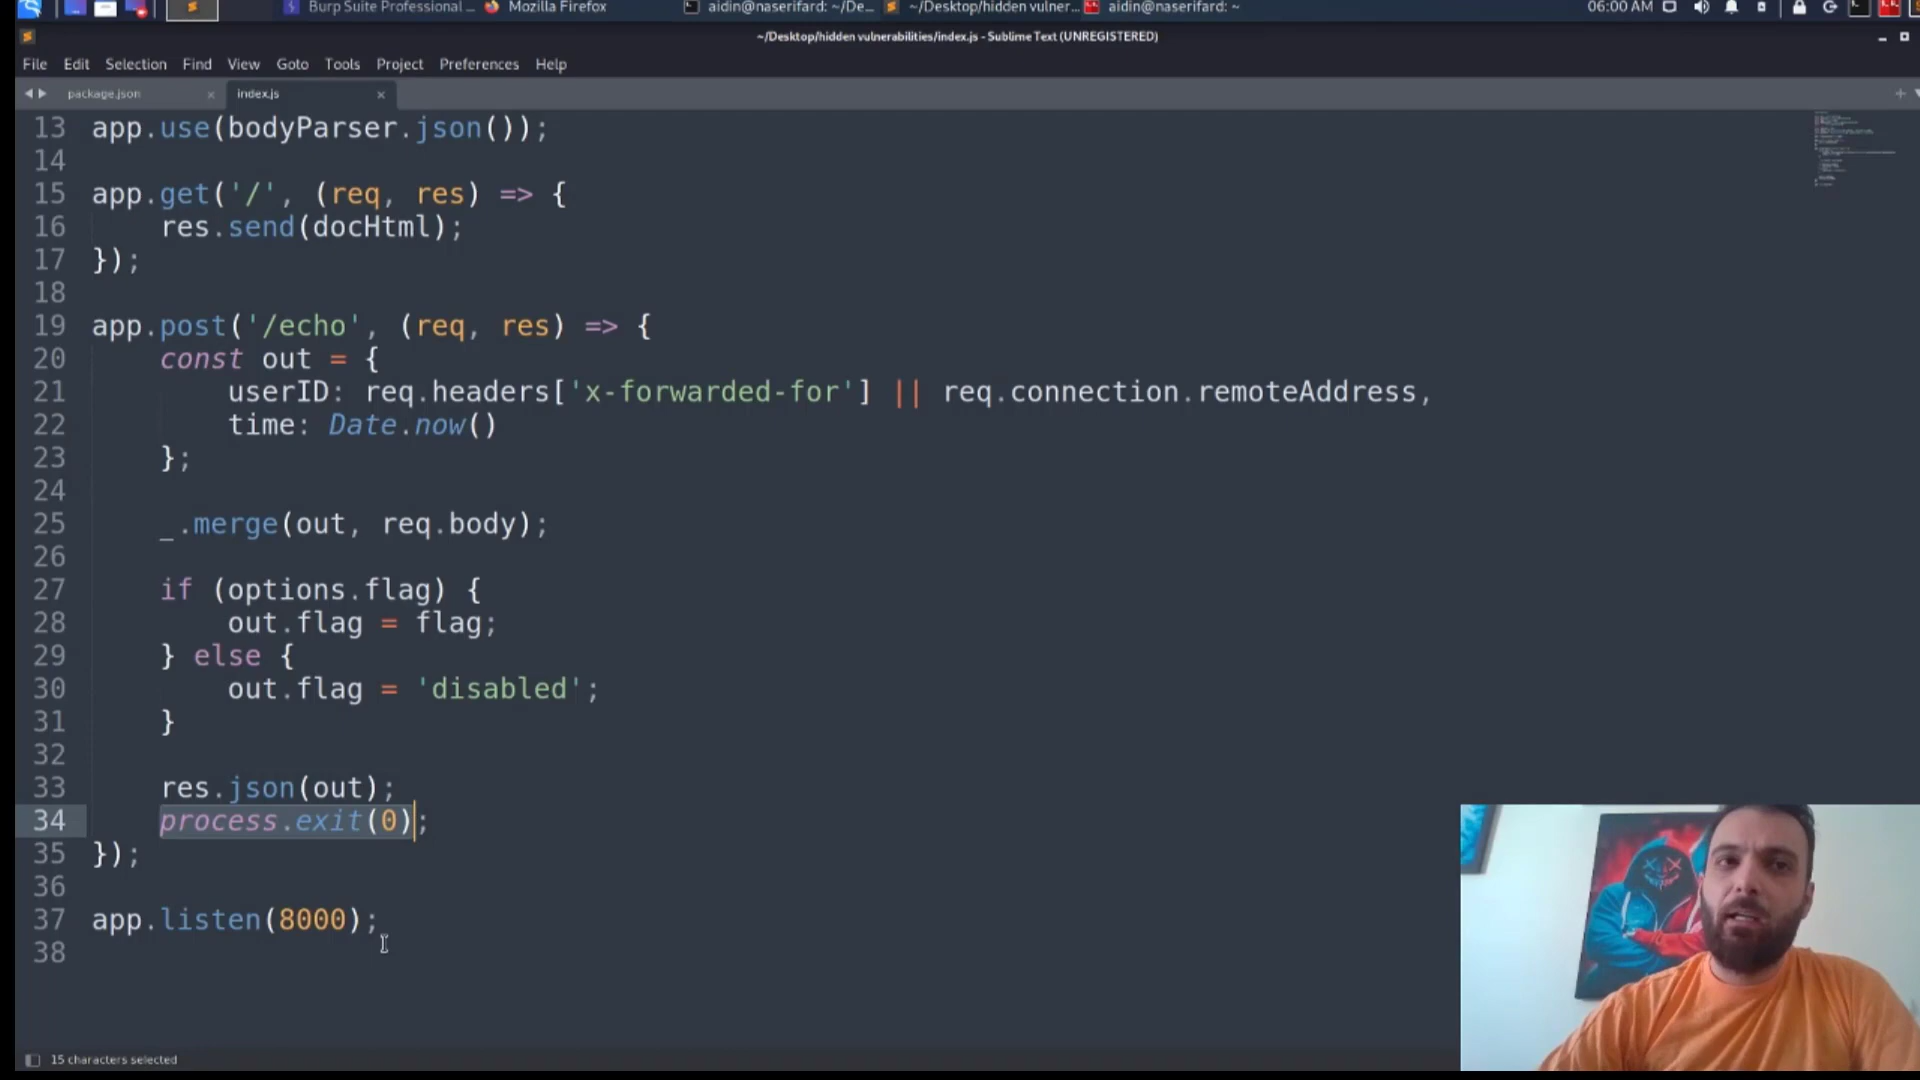 Burp Suite Professional ...
Mozilla Firefox
aidin@naserifard: ~/De...
~/Desktop/hidden vulner...
aidin@naserifard: ~
06:00 AM
~/Desktop/hidden vulnerabilities/index.js - Sublime Text (UNREGISTERED)
File Edit Selection Find View Goto Tools Project Preferences Help
package.json
index.js
13 app.use(bodyParser.json());
14
15 app.get('/', (req, res) => {
16 res.send(docHtml);
17 });
18
19 app.post('/echo', (req, res) => {
20 const out = {
21 userID: req.headers['x-forwarded-for'] || req.connection.remoteAddress,
22 time: Date.now()
23 };
24
25 _.merge(out, req.body);
26
27 if (options.flag) {
28 out.flag = flag;
29 } else {
30 out.flag = 'disabled';
31 }
32
33 res.json(out);
34 process.exit(0);
35 });
36
37 app.listen(8000);
38
15 characters selected